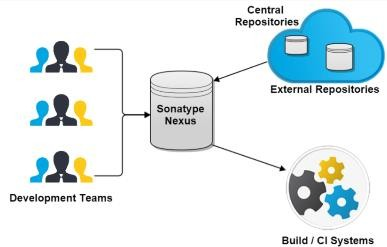 Central
Repositories
External Repositories
Sonatype
Nexus
Development Teams
Build / CI Systems